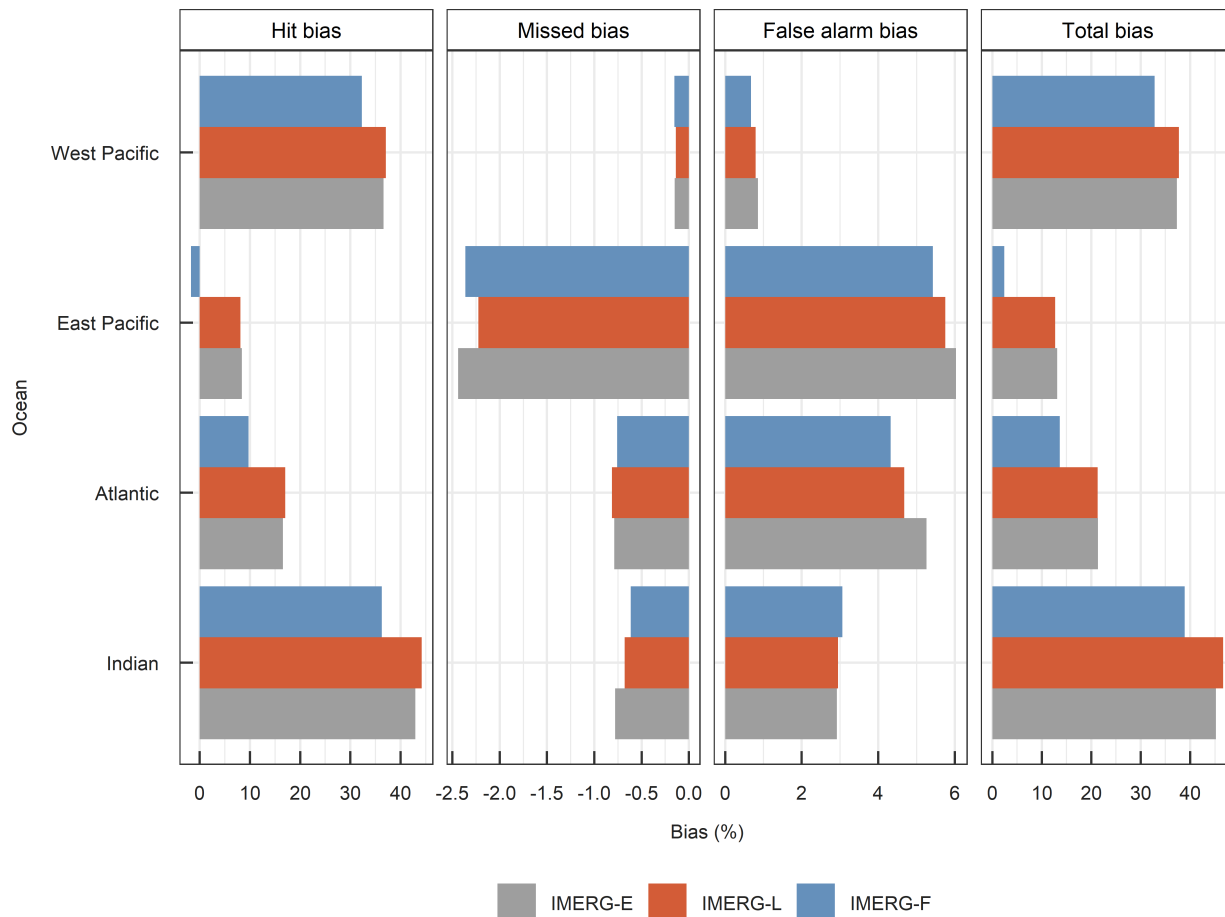 Hit bias
Missed bias
False alarm bias
Total bias
West Pacific
East Pacific
Atlantic
Indian
Ocean
0 10 20 30 40
-2.5 -2.0 -1.5 -1.0 -0.5 0.0
0 2 4 6
0 10 20 30 40
Bias (%)
IMERG-E IMERG-L IMERG-F